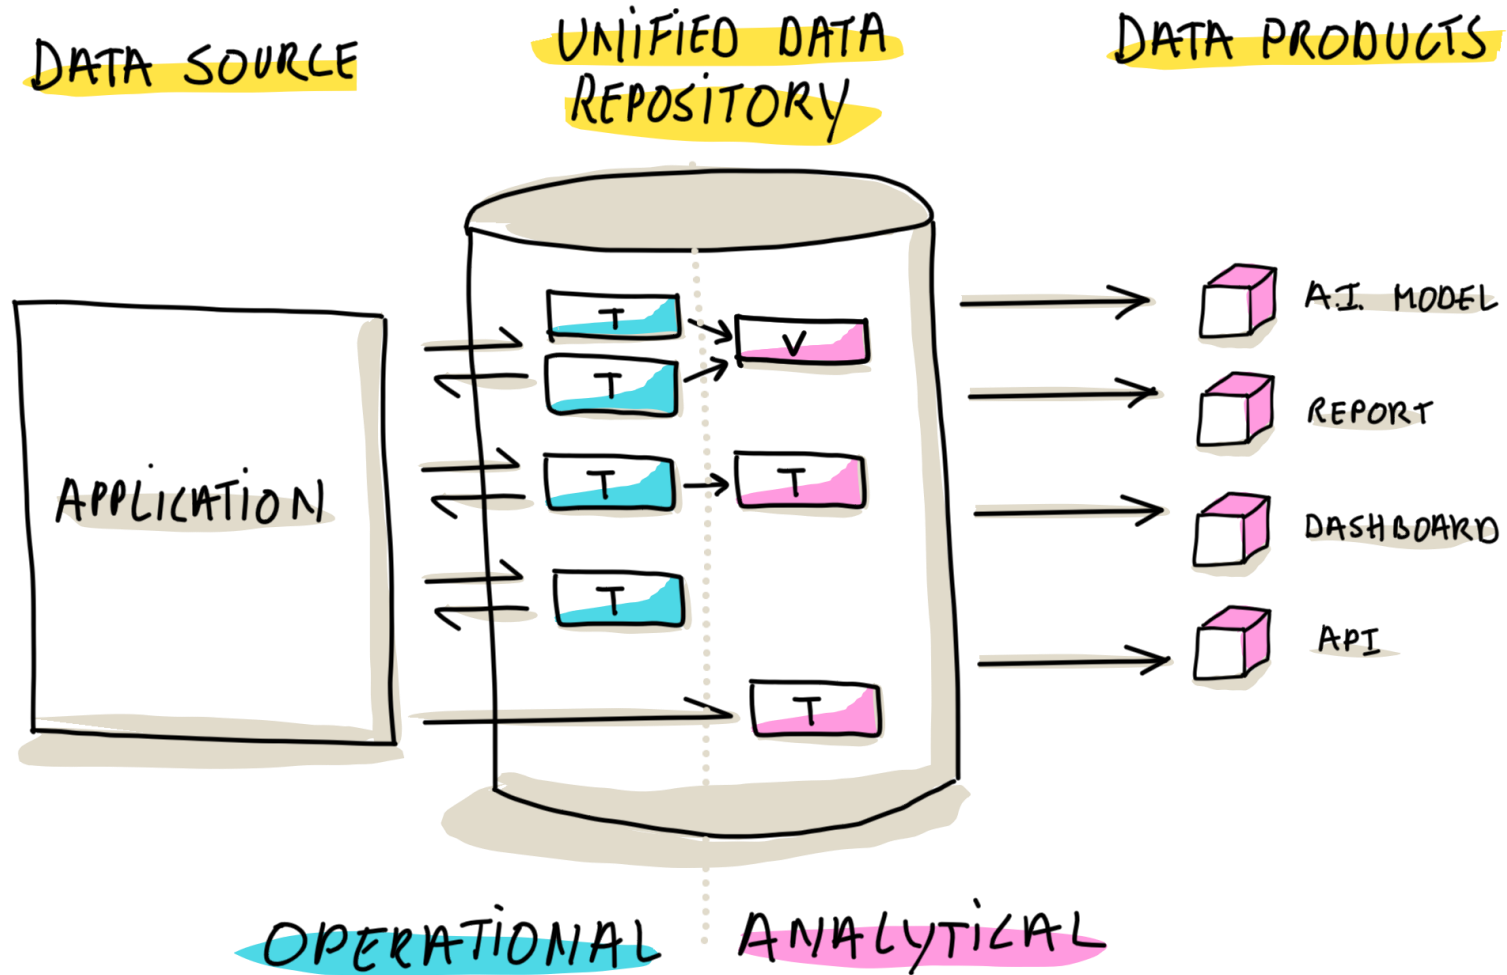 DATA SOURCE
UNIFIED DATA
REPOSITORY
DATA PRODUCTS
APPLICATION
T
T
V
T
T
T
T
A.I. MODEL
REPORT
DASHBOARD
API
OPERATIONAL
ANALYTICAL